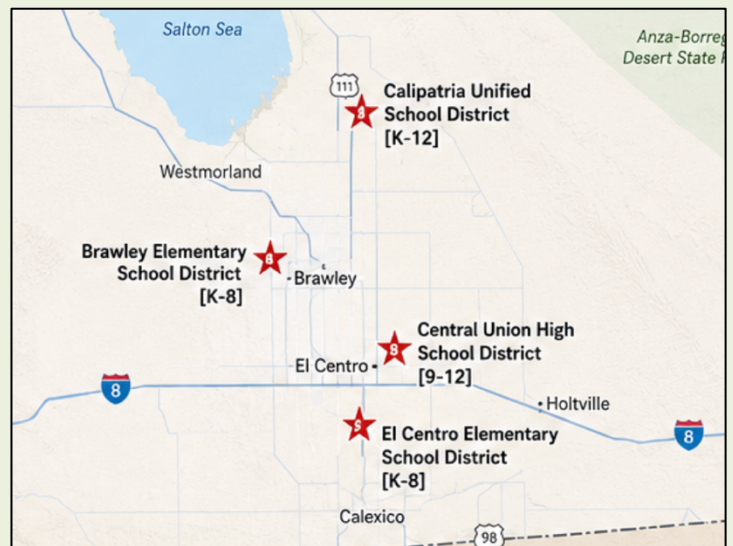 Salton Sea
Anza-Borreg
Desert State
111
Calipatria Unified
School District
[K-12]
Westmorland
Brawley Elementary
School District
[K-8]
Brawley
Central Union High
School District
[9-12]
El Centro
8
Holtville
8
El Centro Elementary
School District
[K-8]
Calexico
98